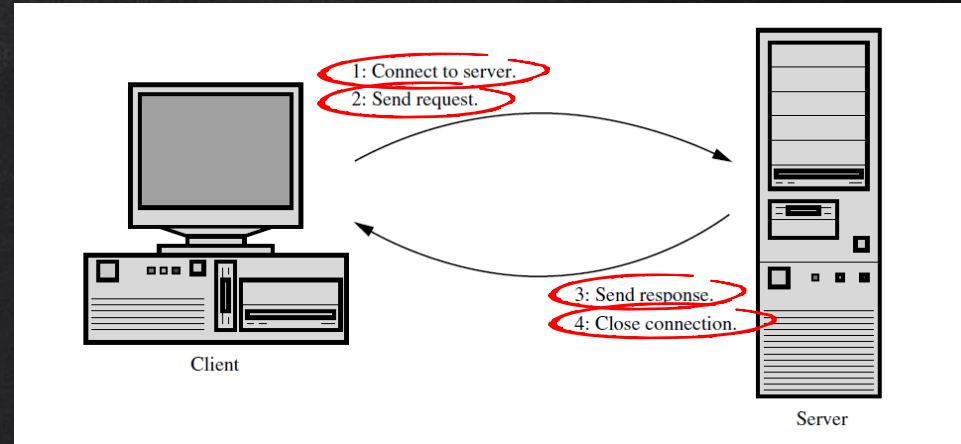 1: Connect to server.
2: Send request.
3: Send response.
4: Close connection.
Client
Server